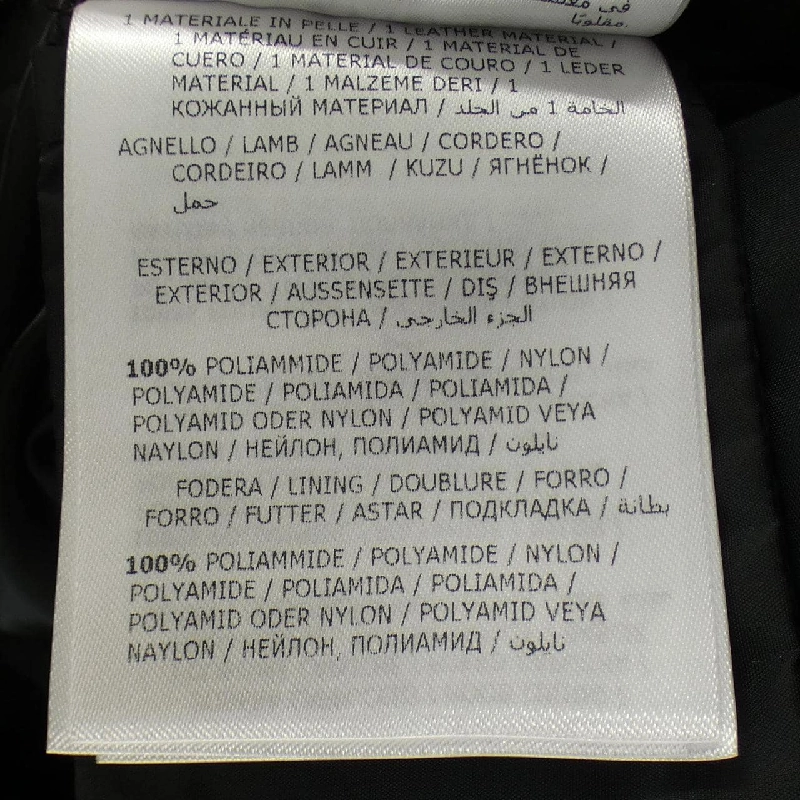 في
مقلوبًا.
1 MATERIALE IN PELLE / 1 LEATHER MATERIAL /
1 MATÉRIAU EN CUIR / 1 MATERIAL DE
CUERO / 1 MATERIAL DE COURO / 1 LEDER
MATERIAL / 1 MALZEME DERI / 1
КОЖАННЫЙ МАТЕРИАЛ / الخامة 1 من الجلد
AGNELLO / LAMB / AGNEAU / CORDERO /
CORDEIRO / LAMM / KUZU / ЯГНЁНОК /
حمل
ESTERNO / EXTERIOR / EXTERIEUR / EXTERNO /
EXTERIOR / AUSSENSEITE / DIŞ / ВНЕШНЯЯ
СТОРОНА / الجزء الخارجي
100% POLIAMMIDE / POLYAMIDE / NYLON /
POLYAMIDE / POLIAMIDA / POLIAMIDA /
POLYAMID ODER NYLON / POLYAMID VEYA
NAYLON / НЕЙЛОН, ПОЛИАМИД / نايلون
FODERA / LINING / DOUBLURE / FORRO /
FORRO / FUTTER / ASTAR / ПОДКЛАДКА / بطانة
100% POLIAMMIDE / POLYAMIDE / NYLON /
POLYAMIDE / POLIAMIDA / POLIAMIDA /
POLYAMID ODER NYLON / POLYAMID VEYA
NAYLON / НЕЙЛОН, ПОЛИАМИД / نايلون